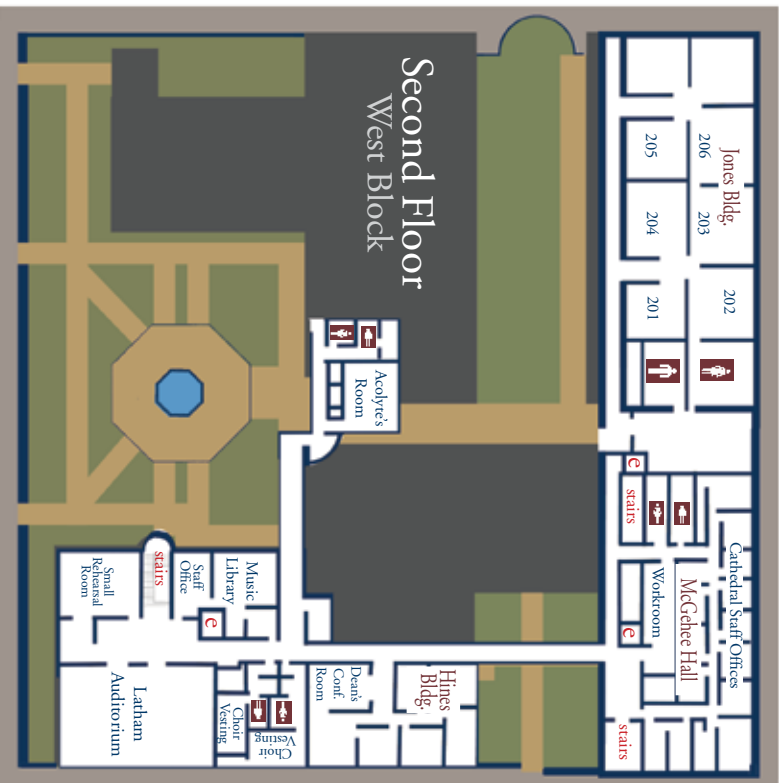 Second Floor
West Block
Jones Bldg.
206
205
203
204
202
201
Acolyte's
Room
e
stairs
Cathedral Staff Offices
McGehee Hall
Workroom
e
stairs
Hines
Bldg.
Dean's
Conf.
Room
Music
Library
Staff
Office
e
stairs
Small
Rehearsal
Room
Choir
Vesting
Choir
Vesting
Latham
Auditorium